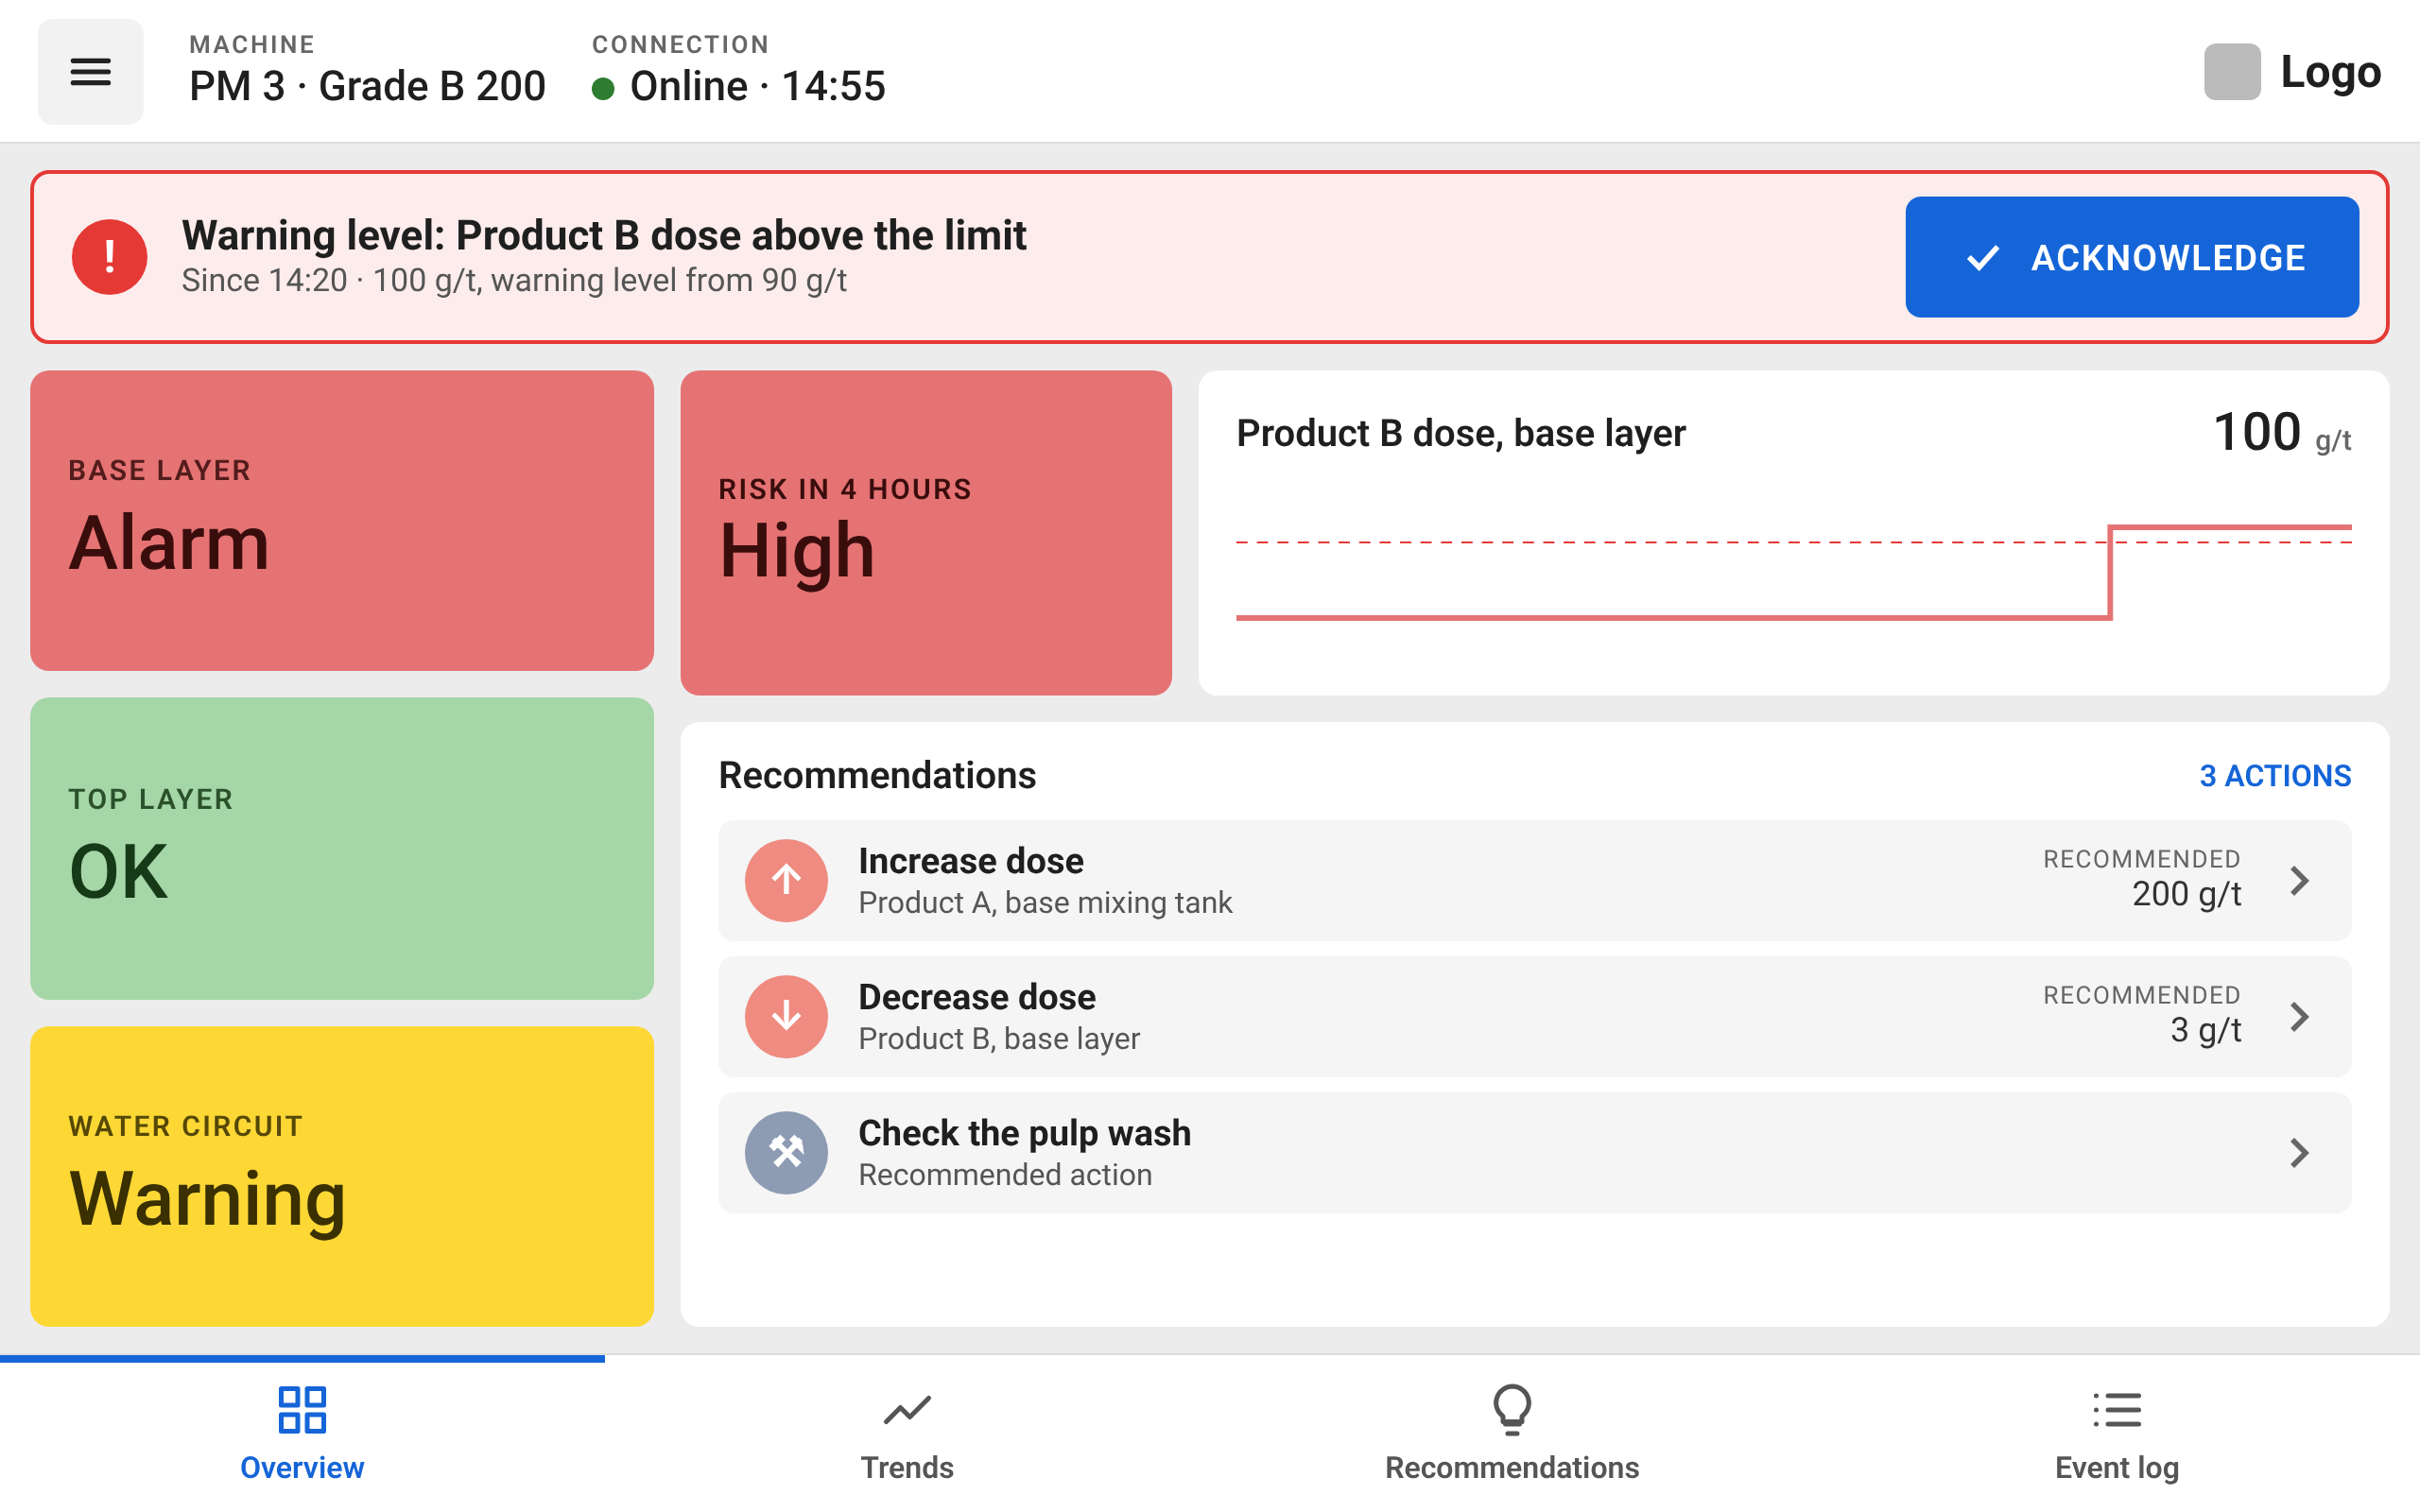 MACHINE
PM 3 · Grade B 200
CONNECTION
Online · 14:55
Logo
!
Warning level: Product B dose above the limit
Since 14:20 · 100 g/t, warning level from 90 g/t
ACKNOWLEDGE
BASE LAYER
Alarm
TOP LAYER
OK
WATER CIRCUIT
Warning
RISK IN 4 HOURS
High
Product B dose, base layer
100 g/t
Recommendations
3 ACTIONS
Increase dose
Product A, base mixing tank
RECOMMENDED
200 g/t
Decrease dose
Product B, base layer
RECOMMENDED
3 g/t
Check the pulp wash
Recommended action
Overview
Trends
Recommendations
Event log